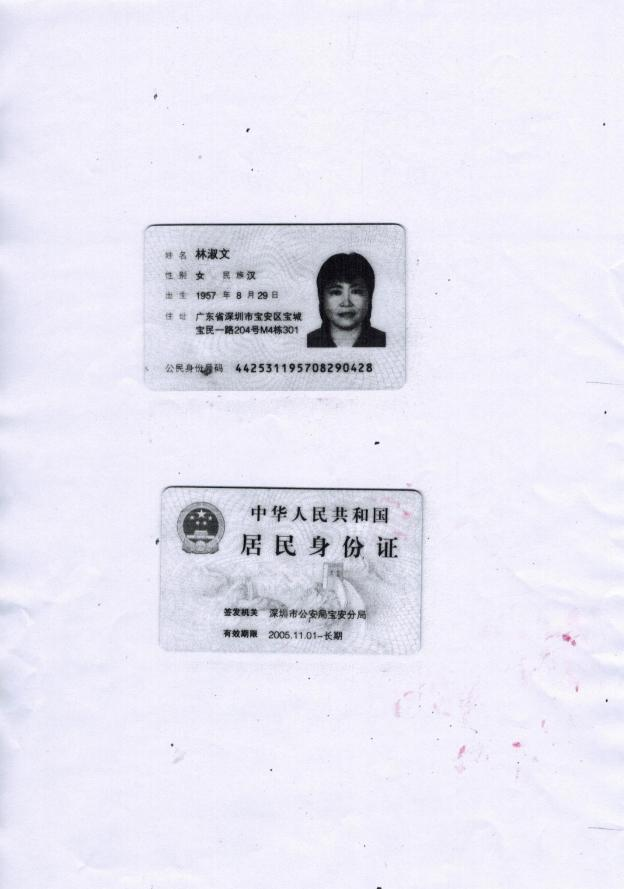 姓名 林淑文
性别 女 民族 汉
出生 1957 年 8 月 29 日
住址 广东省深圳市宝安区宝城
宝民一路204号M4栋301
公民身份号码 442531195708290428
中华人民共和国
居民身份证
签发机关 深圳市公安局宝安分局
有效期限 2005.11.01-长期